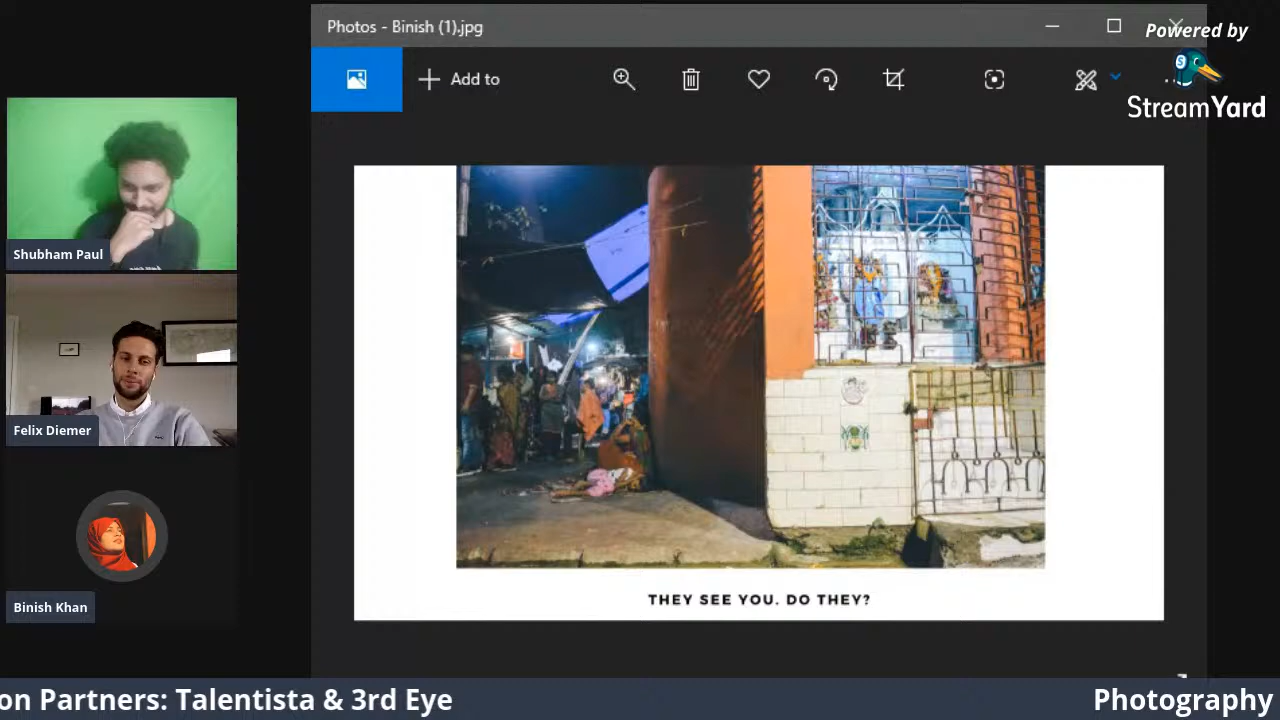 Photos - Binish (1).jpg
Powered by
StreamYard
Add to
Shubham Paul
Felix Diemer
Binish Khan
THEY SEE YOU. DO THEY?
on Partners: Talentista & 3rd Eye
Photography